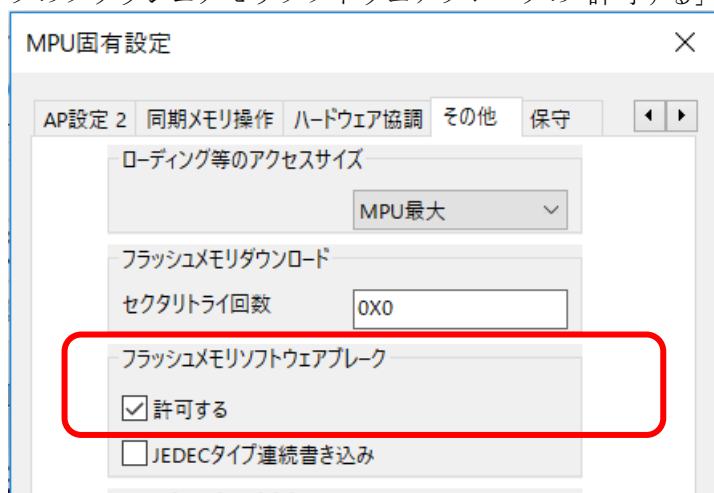 MPU固有設定
AP設定 2 同期メモリ操作 ハードウェア協調 その他 保守
ローディング等のアクセスサイズ
MPU最大
フラッシュメモリダウンロード
セクタリトライ回数 0X0
フラッシュメモリソフトウェアブレーク
許可する
JEDECタイプ連続書き込み